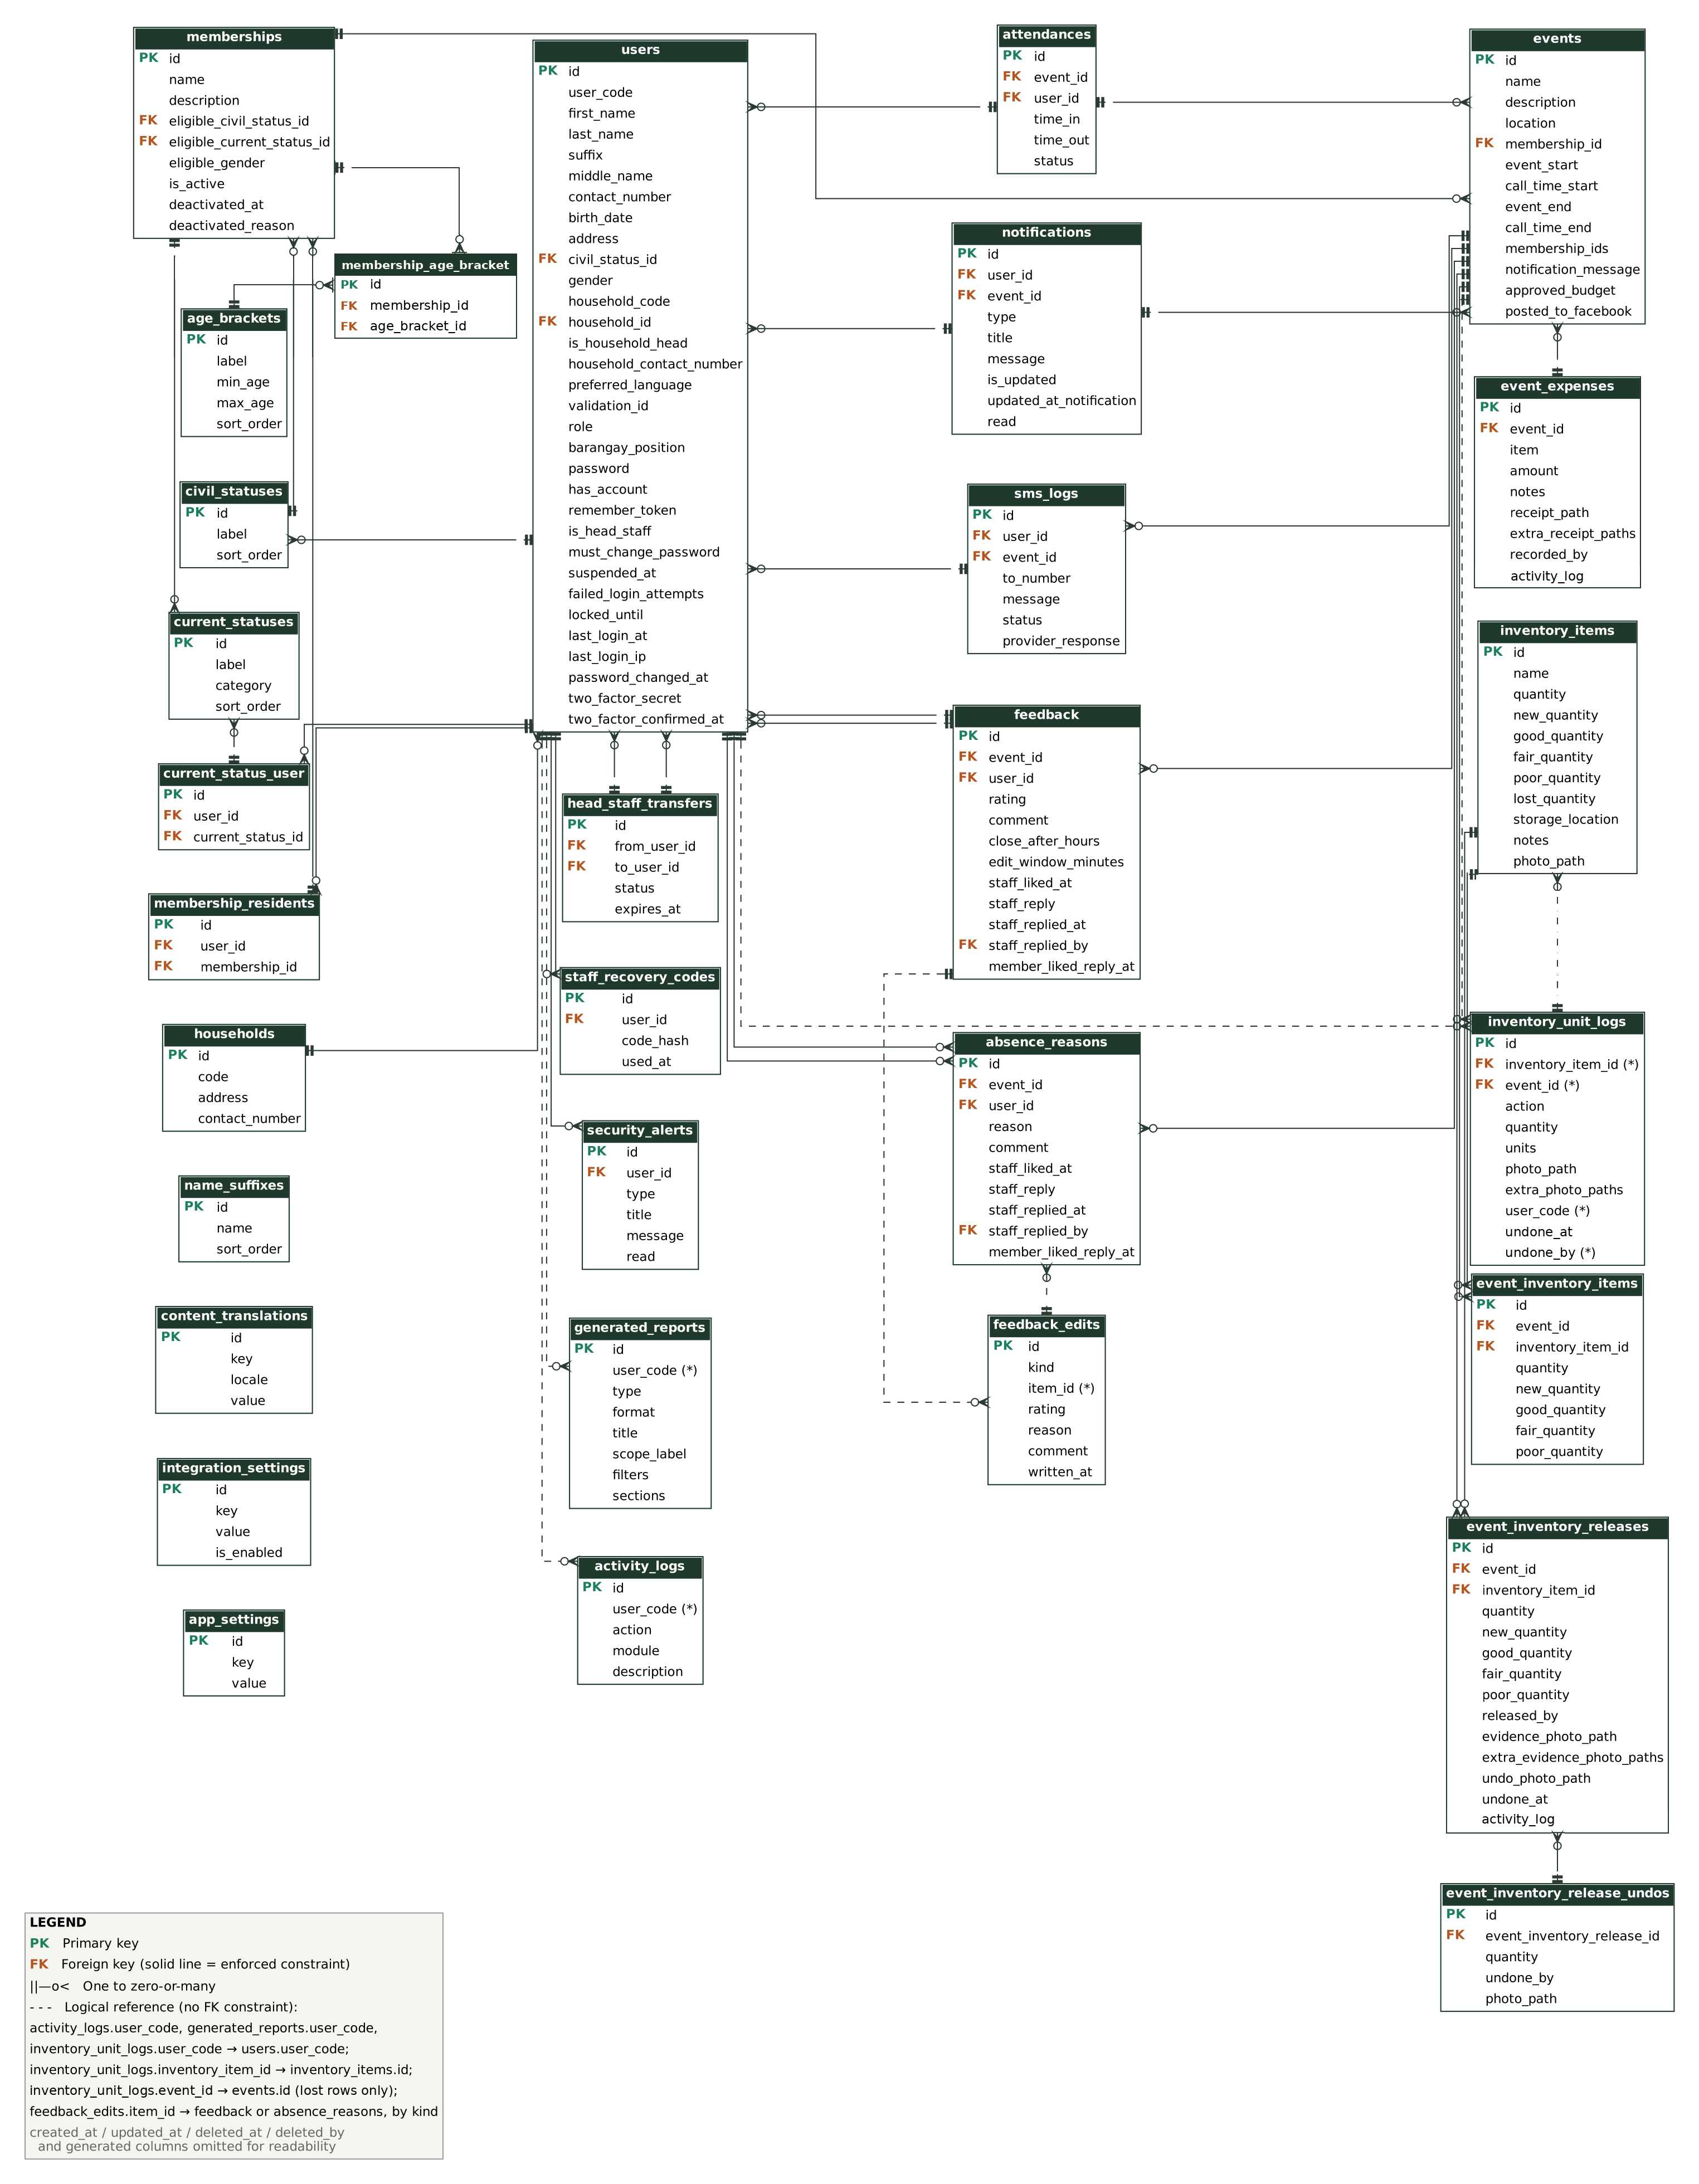 memberships
PK id
name
description
FK eligible_civil_status_id
FK eligible_current_status_id
eligible_gender
is_active
deactivated_at
deactivated_reason
membership_age_bracket
PK id
FK membership_id
FK age_bracket_id
age_brackets
PK id
label
min_age
max_age
sort_order
civil_statuses
PK id
label
sort_order
current_statuses
PK id
label
category
sort_order
current_status_user
PK id
FK user_id
FK current_status_id
membership_residents
PK id
FK user_id
FK membership_id
households
PK id
code
address
contact_number
name_suffixes
PK id
name
sort_order
content_translations
PK id
key
locale
value
integration_settings
PK id
key
value
is_enabled
app_settings
PK id
key
value
users
PK id
user_code
first_name
last_name
suffix
middle_name
contact_number
birth_date
address
FK civil_status_id
gender
household_code
FK household_id
is_household_head
household_contact_number
preferred_language
validation_id
role
barangay_position
password
has_account
remember_token
is_head_staff
must_change_password
suspended_at
failed_login_attempts
locked_until
last_login_at
last_login_ip
password_changed_at
two_factor_secret
two_factor_confirmed_at
head_staff_transfers
PK id
FK from_user_id
FK to_user_id
status
expires_at
staff_recovery_codes
PK id
FK user_id
code_hash
used_at
security_alerts
PK id
FK user_id
type
title
message
read
generated_reports
PK id
user_code (*)
type
format
title
scope_label
filters
sections
activity_logs
PK id
user_code (*)
action
module
description
attendances
PK id
FK event_id
FK user_id
time_in
time_out
status
notifications
PK id
FK user_id
FK event_id
type
title
message
is_updated
updated_at_notification
read
sms_logs
PK id
FK user_id
FK event_id
to_number
message
status
provider_response
feedback
PK id
FK event_id
FK user_id
rating
comment
close_after_hours
edit_window_minutes
staff_liked_at
staff_reply
staff_replied_at
FK staff_replied_by
member_liked_reply_at
absence_reasons
PK id
FK event_id
FK user_id
reason
comment
staff_liked_at
staff_reply
staff_replied_at
FK staff_replied_by
member_liked_reply_at
feedback_edits
PK id
kind
item_id (*)
rating
reason
comment
written_at
events
PK id
name
description
location
FK membership_id
event_start
call_time_start
event_end
call_time_end
membership_ids
notification_message
approved_budget
posted_to_facebook
event_expenses
PK id
FK event_id
item
amount
notes
receipt_path
extra_receipt_paths
recorded_by
activity_log
inventory_items
PK id
name
quantity
new_quantity
good_quantity
fair_quantity
poor_quantity
lost_quantity
storage_location
notes
photo_path
inventory_unit_logs
PK id
FK inventory_item_id (*)
FK event_id (*)
action
quantity
units
photo_path
extra_photo_paths
user_code (*)
undone_at
undone_by (*)
event_inventory_items
PK id
FK event_id
FK inventory_item_id
quantity
new_quantity
good_quantity
fair_quantity
poor_quantity
event_inventory_releases
PK id
FK event_id
FK inventory_item_id
quantity
new_quantity
good_quantity
fair_quantity
poor_quantity
released_by
evidence_photo_path
extra_evidence_photo_paths
undo_photo_path
undone_at
activity_log
event_inventory_release_undos
PK id
FK event_inventory_release_id
quantity
undone_by
photo_path
LEGEND
PK Primary key
FK Foreign key (solid line = enforced constraint)
||—o< One to zero-or-many
- - - Logical reference (no FK constraint):
activity_logs.user_code, generated_reports.user_code,
inventory_unit_logs.user_code → users.user_code;
inventory_unit_logs.inventory_item_id → inventory_items.id;
inventory_unit_logs.event_id → events.id (lost rows only);
feedback_edits.item_id → feedback or absence_reasons, by kind
created_at / updated_at / deleted_at / deleted_by
and generated columns omitted for readability